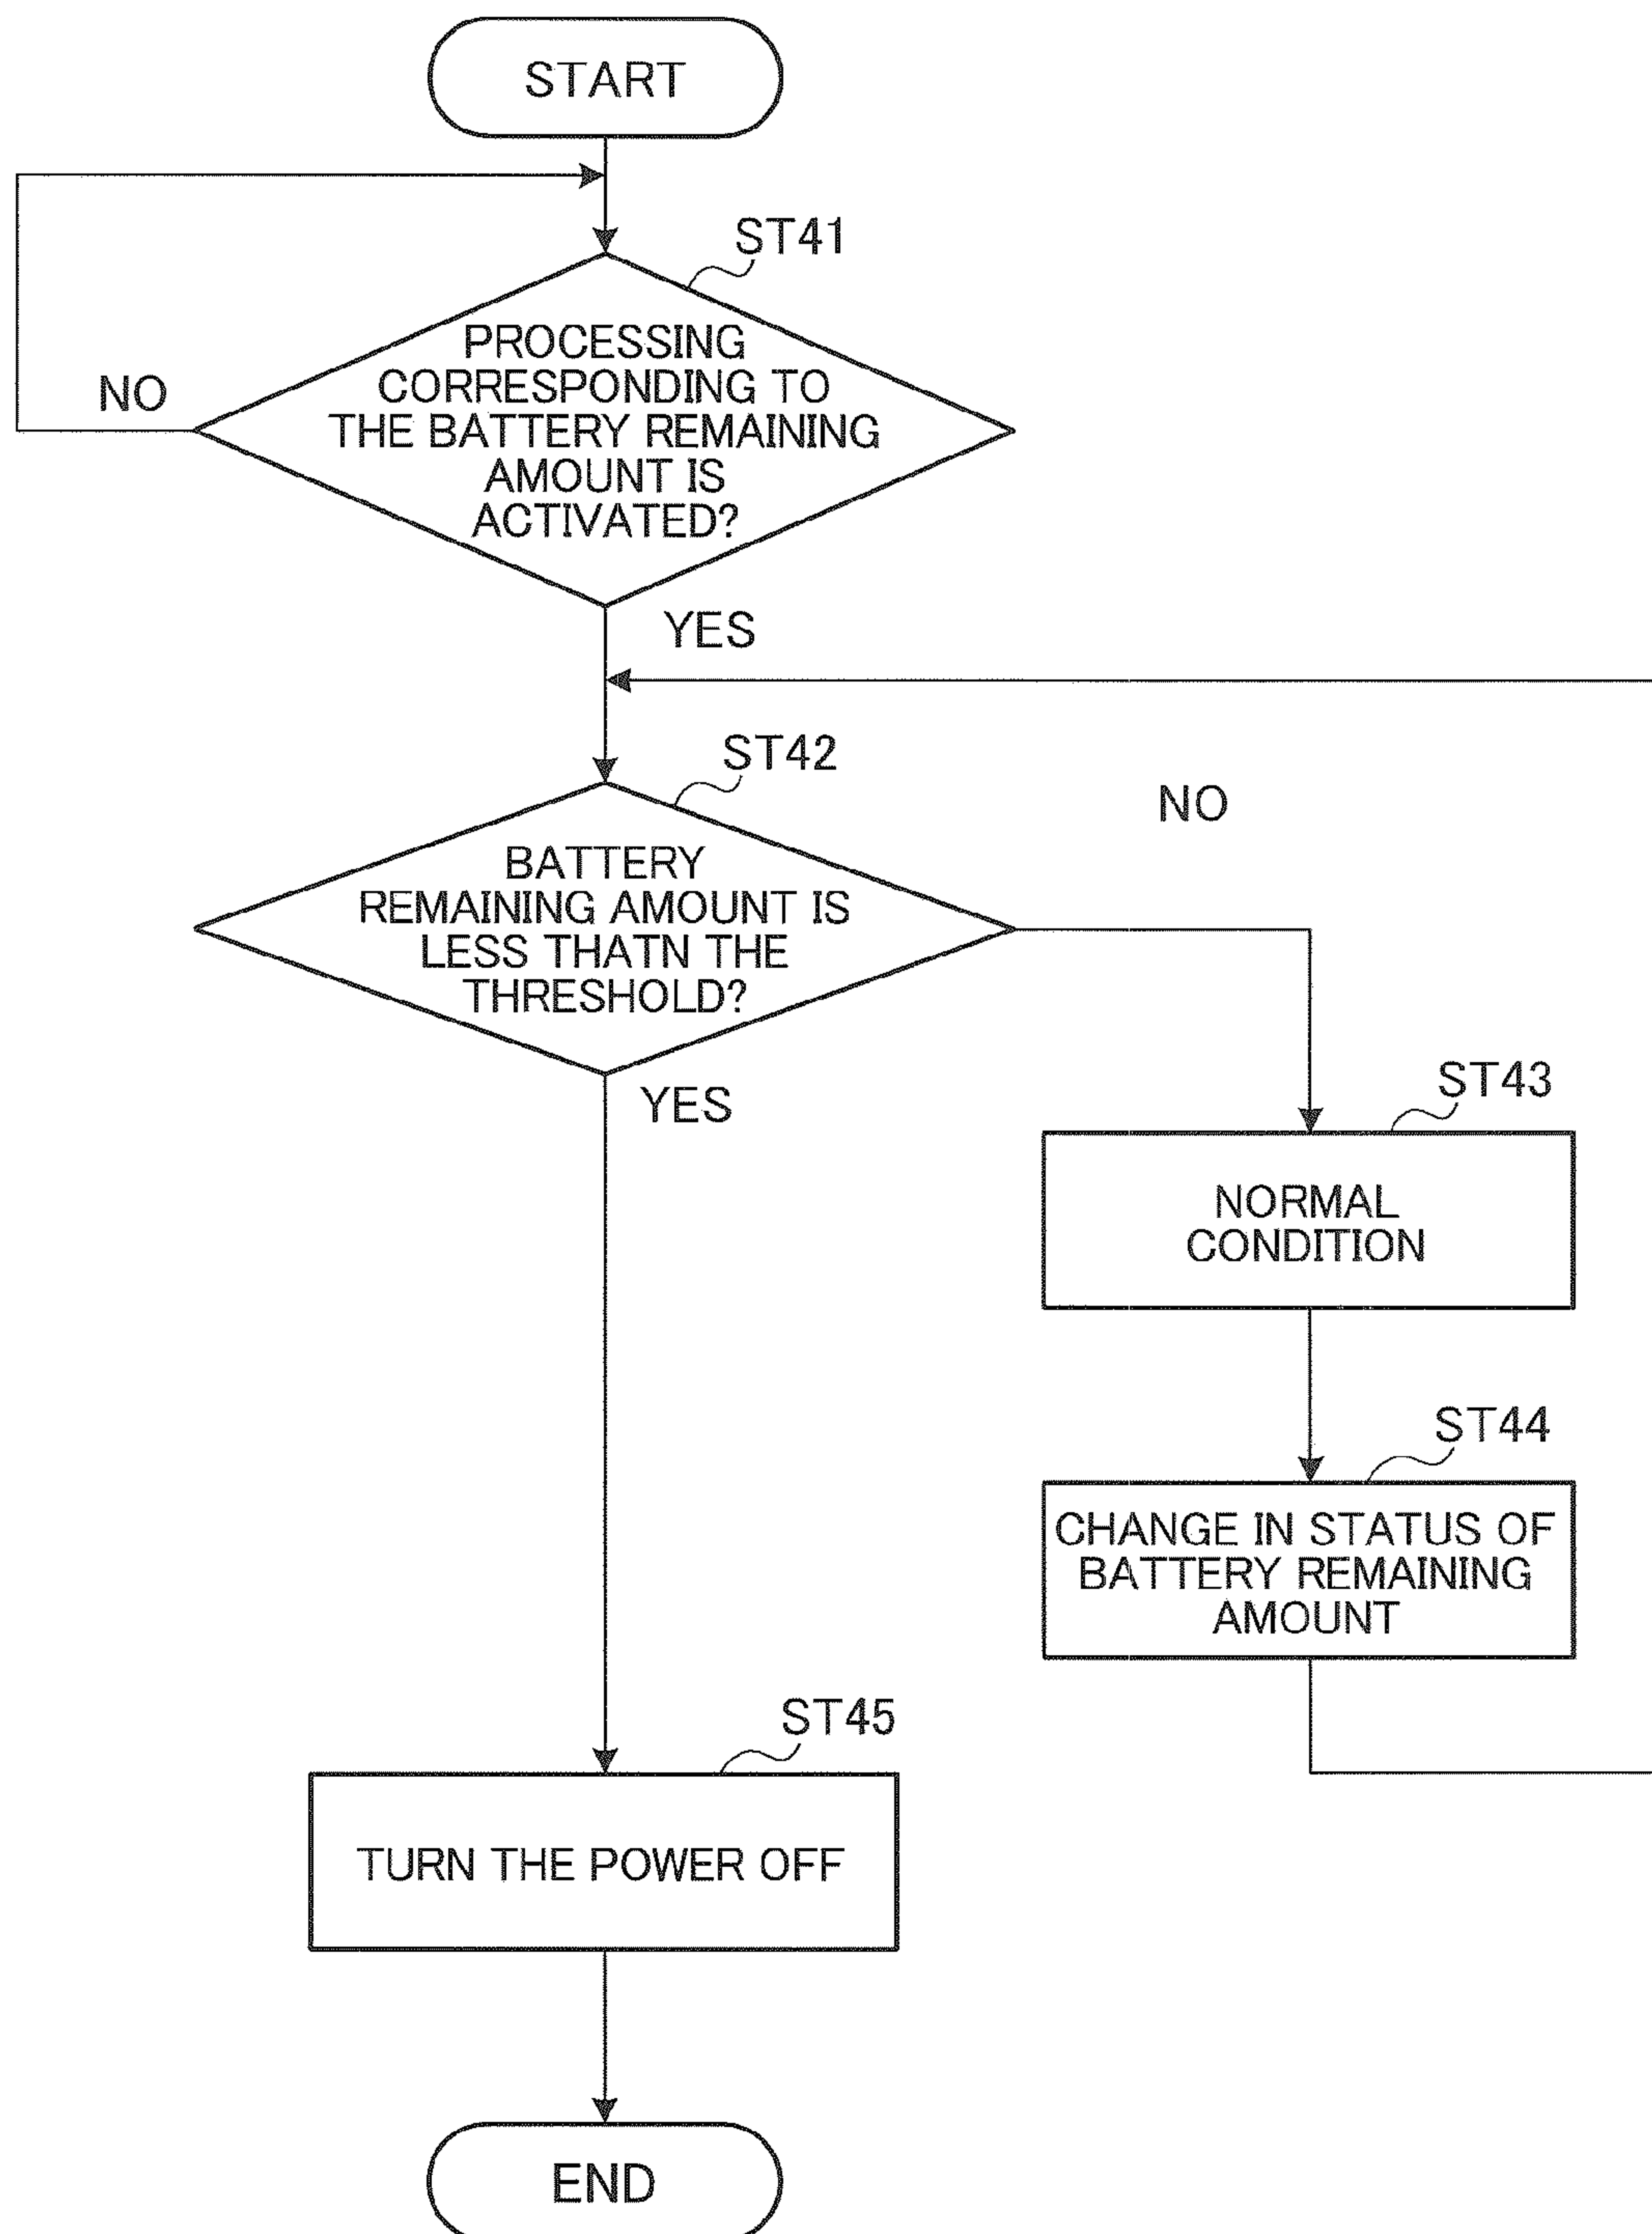 START
ST41
PROCESSING
CORRESPONDING TO
THE BATTERY REMAINING
AMOUNT IS
ACTIVATED?
NO
YES
ST42
NO
BATTERY
REMAINING AMOUNT IS
LESS THATN THE
THRESHOLD?
YES
ST43
NORMAL
CONDITION
ST44
CHANGE IN STATUS OF
BATTERY REMAINING
AMOUNT
ST45
TURN THE POWER OFF
END